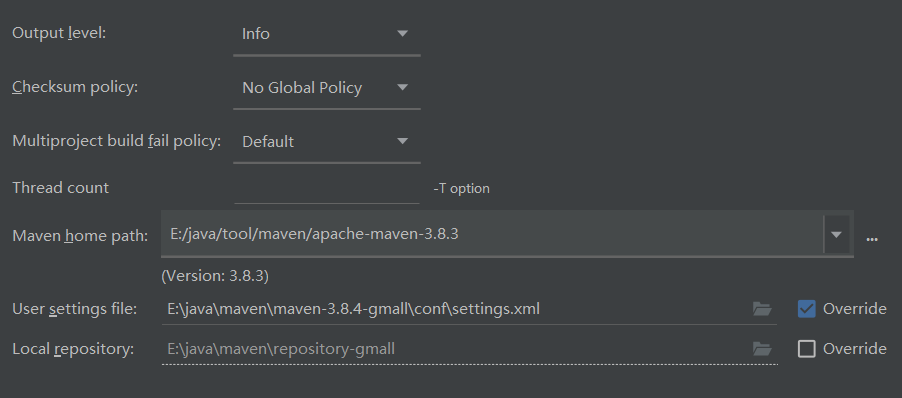 Output level: Info
Checksum policy: No Global Policy
Multiproject build fail policy: Default
Thread count -T option
Maven home path: E:/java/tool/maven/apache-maven-3.8.3 ...
(Version: 3.8.3)
User settings file: E:\java\maven\maven-3.8.4-gmall\conf\settings.xml Override
Local repository: E:\java\maven\repository-gmall Override